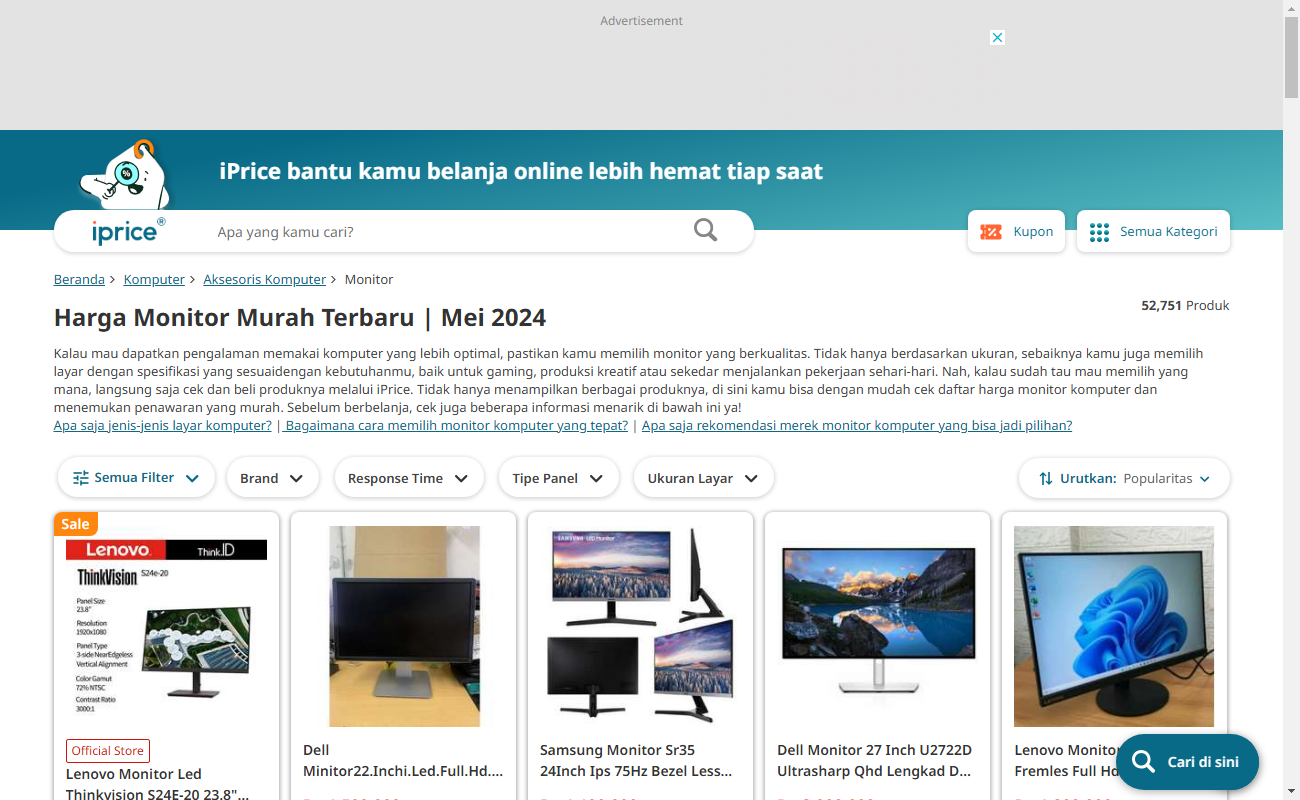 Advertisement
iPrice bantu kamu belanja online lebih hemat tiap saat
iprice®
Apa yang kamu cari?
Kupon
Semua Kategori
Beranda > Komputer > Aksesoris Komputer > Monitor
52,751 Produk
Harga Monitor Murah Terbaru | Mei 2024
Kalau mau dapatkan pengalaman memakai komputer yang lebih optimal, pastikan kamu memilih monitor yang berkualitas. Tidak hanya berdasarkan ukuran, sebaiknya kamu juga memilih
layar dengan spesifikasi yang sesuaidengan kebutuhanmu, baik untuk gaming, produksi kreatif atau sekedar menjalankan pekerjaan sehari-hari. Nah, kalau sudah tau mau memilih yang
mana, langsung saja cek dan beli produknya melalui iPrice. Tidak hanya menampilkan berbagai produknya, di sini kamu bisa dengan mudah cek daftar harga monitor komputer dan
menemukan penawaran yang murah. Sebelum berbelanja, cek juga beberapa informasi menarik di bawah ini ya!
Apa saja jenis-jenis layar komputer? | Bagaimana cara memilih monitor komputer yang tepat? | Apa saja rekomendasi merek monitor komputer yang bisa jadi pilihan?
Semua Filter
Brand
Response Time
Tipe Panel
Ukuran Layar
Urutkan: Popularitas
Sale
Lenovo
Think.ID
ThinkVision S24e-20
Panel Size
23.8"
Resolution
1920x1080
Panel Type
3-side NearEdgeless
Vertical Alignment
Color Gamut
72% NTSC
Contrast Ratio
3000:1
SAMSUNG LED Monitor
Official Store
Lenovo Monitor Led
Thinkvision S24E-20 23.8"...
Dell
Minitor22.Inchi.Led.Full.Hd....
Samsung Monitor Sr35
24Inch Ips 75Hz Bezel Less...
Dell Monitor 27 Inch U2722D
Ultrasharp Qhd Lengkad D...
Lenovo Monitor
Fremles Full Hd
Cari di sini